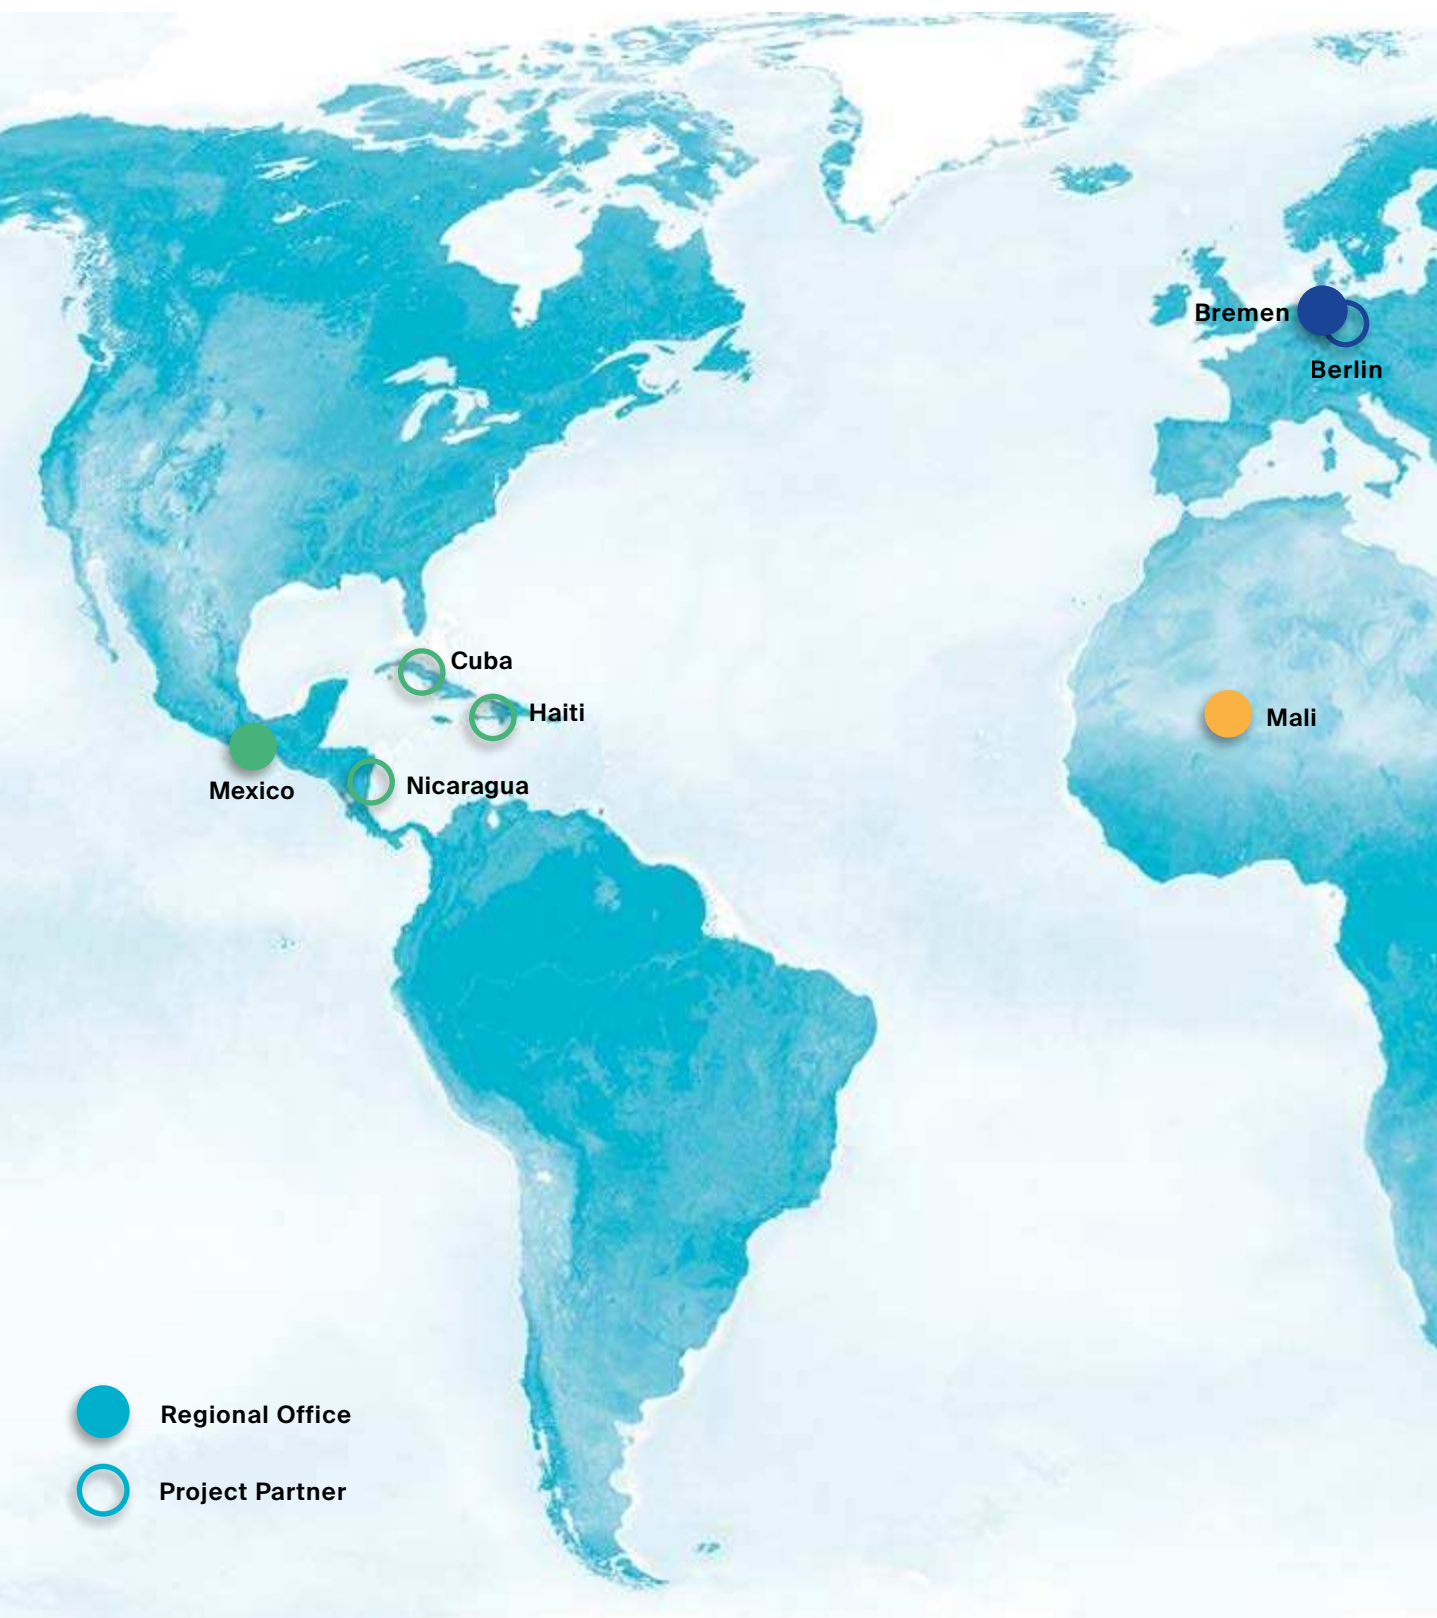 Bremen
Berlin
Cuba
Haiti
Mali
Mexico
Nicaragua
Regional Office
Project Partner